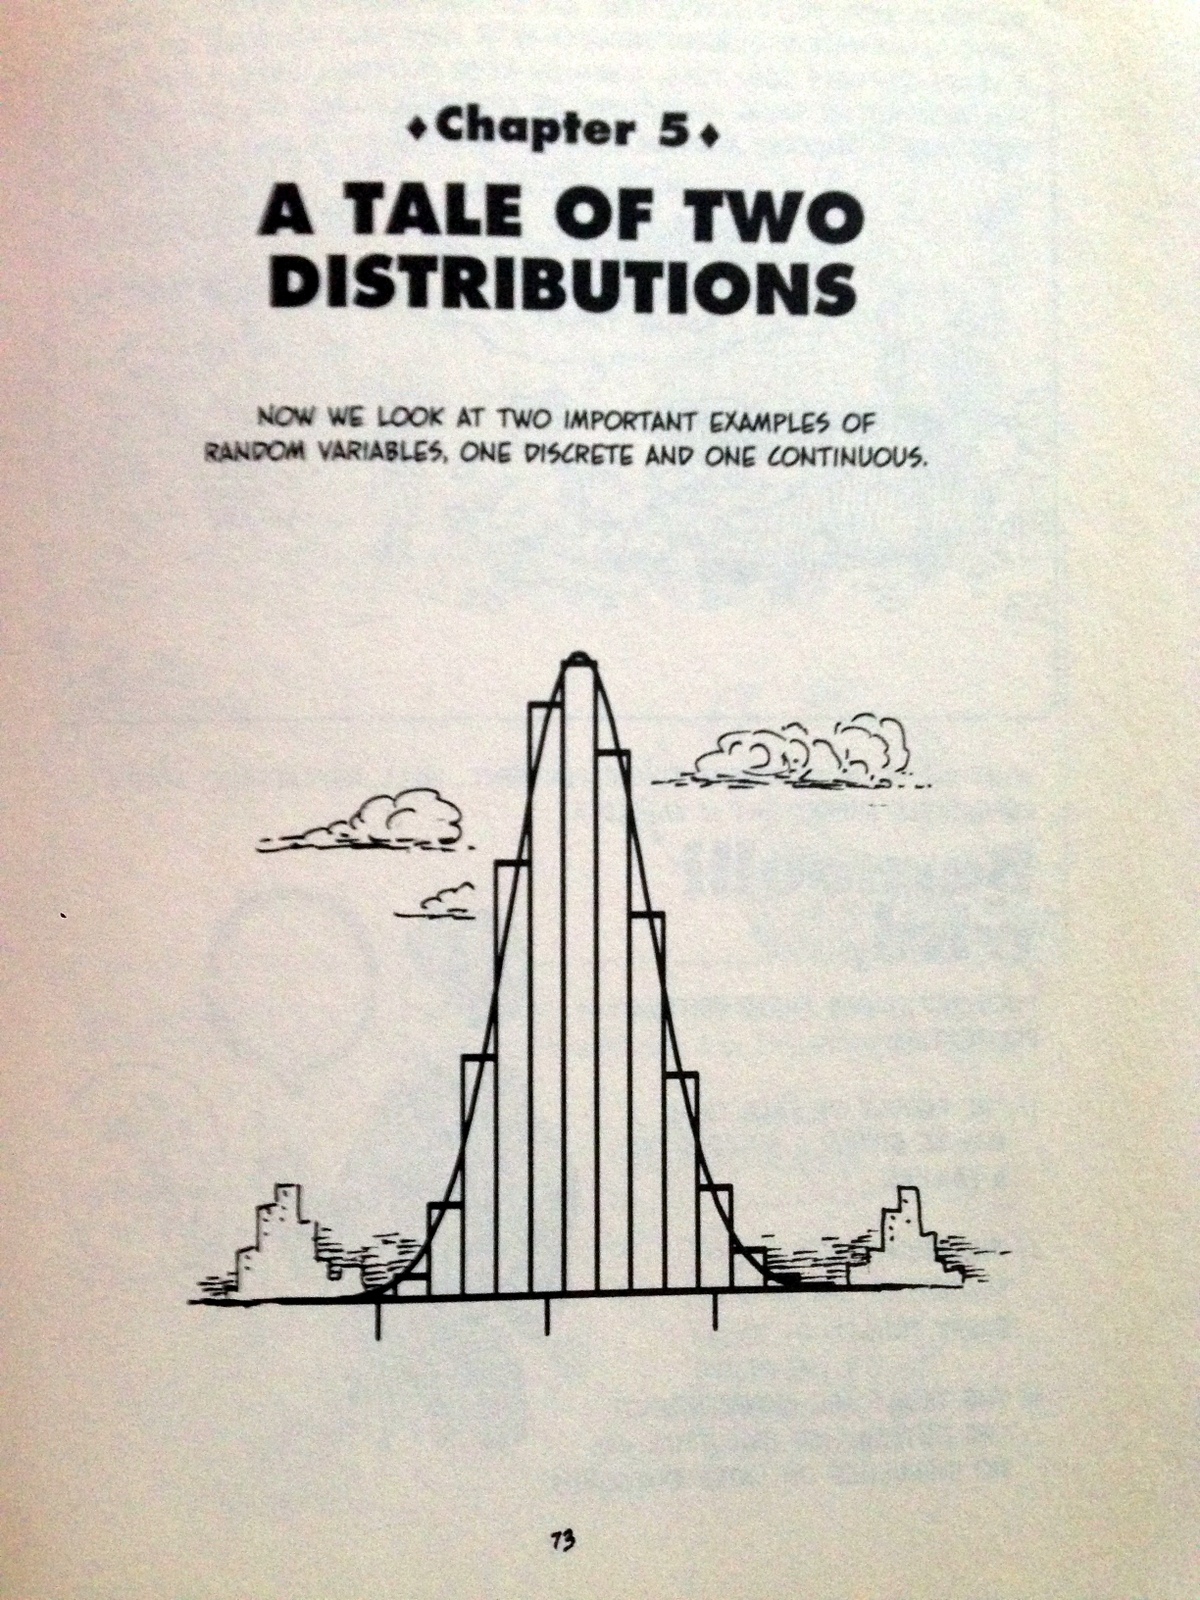 ♦Chapter 5♦
A TALE OF TWO
DISTRIBUTIONS
NOW WE LOOK AT TWO IMPORTANT EXAMPLES OF
RANDOM VARIABLES, ONE DISCRETE AND ONE CONTINUOUS.
73